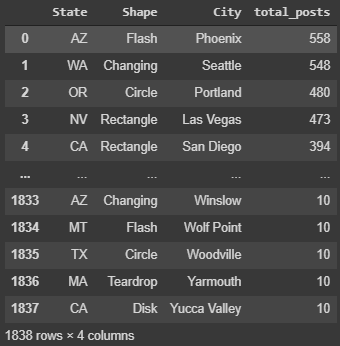 State Shape City total_posts
0 AZ Flash Phoenix 558
1 WA Changing Seattle 548
2 OR Circle Portland 480
3 NV Rectangle Las Vegas 473
4 CA Rectangle San Diego 394
... ... ... ... ...
1833 AZ Changing Winslow 10
1834 MT Flash Wolf Point 10
1835 TX Circle Woodville 10
1836 MA Teardrop Yarmouth 10
1837 CA Disk Yucca Valley 10
1838 rows × 4 columns